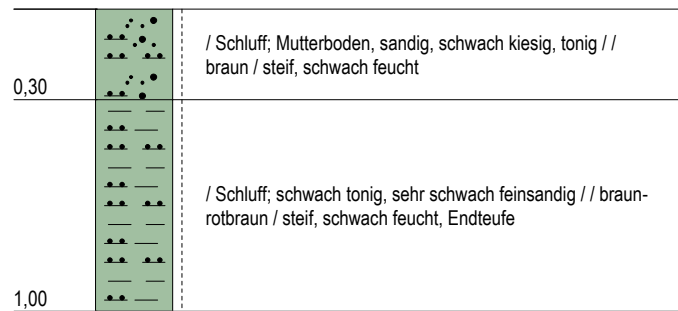 / Schluff; Mutterboden, sandig, schwach kiesig, tonig / /
braun / steif, schwach feucht
0,30
/ Schluff; schwach tonig, sehr schwach feinsandig / / braun-
rotbraun / steif, schwach feucht, Endteufe
1,00